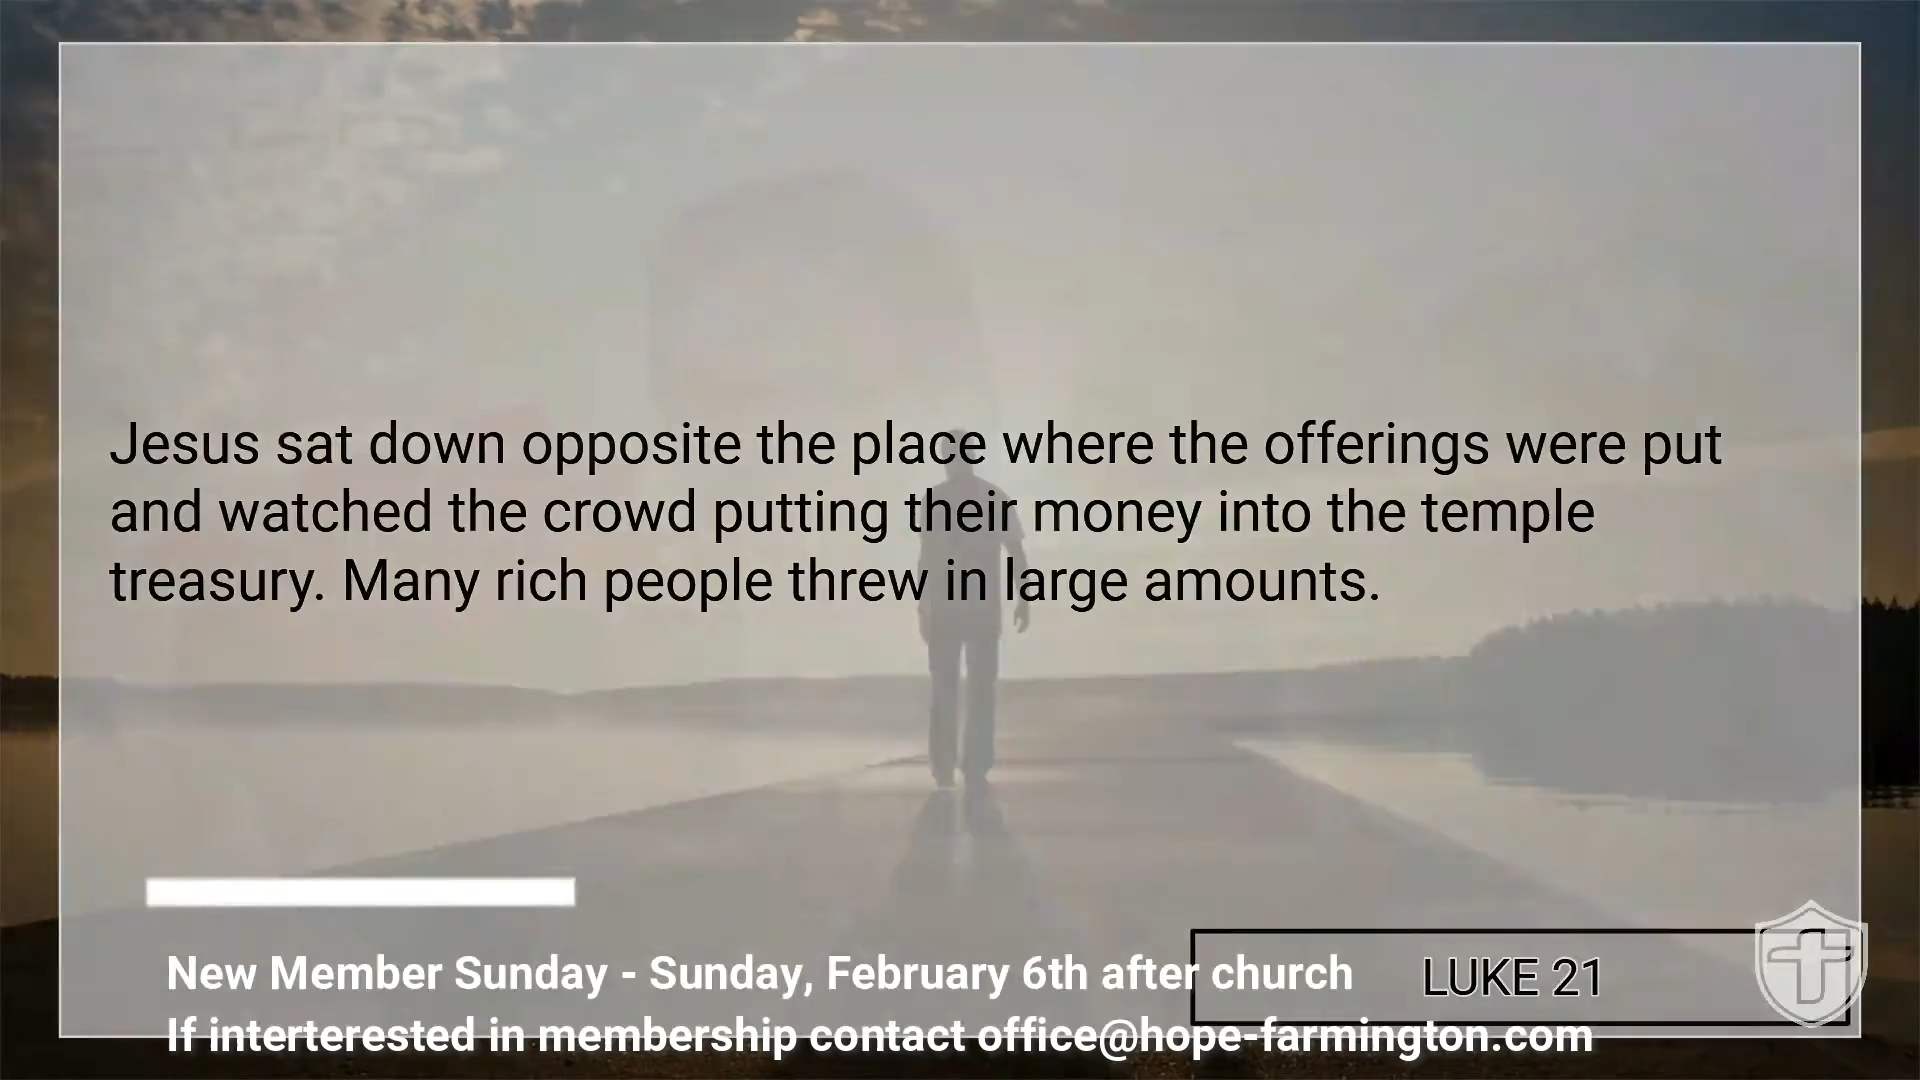 Jesus sat down opposite the place where the offerings were put
and watched the crowd putting their money into the temple
treasury. Many rich people threw in large amounts.
New Member Sunday - Sunday, February 6th after church
LUKE 21
If interterested in membership contact office@hope-farmington.com